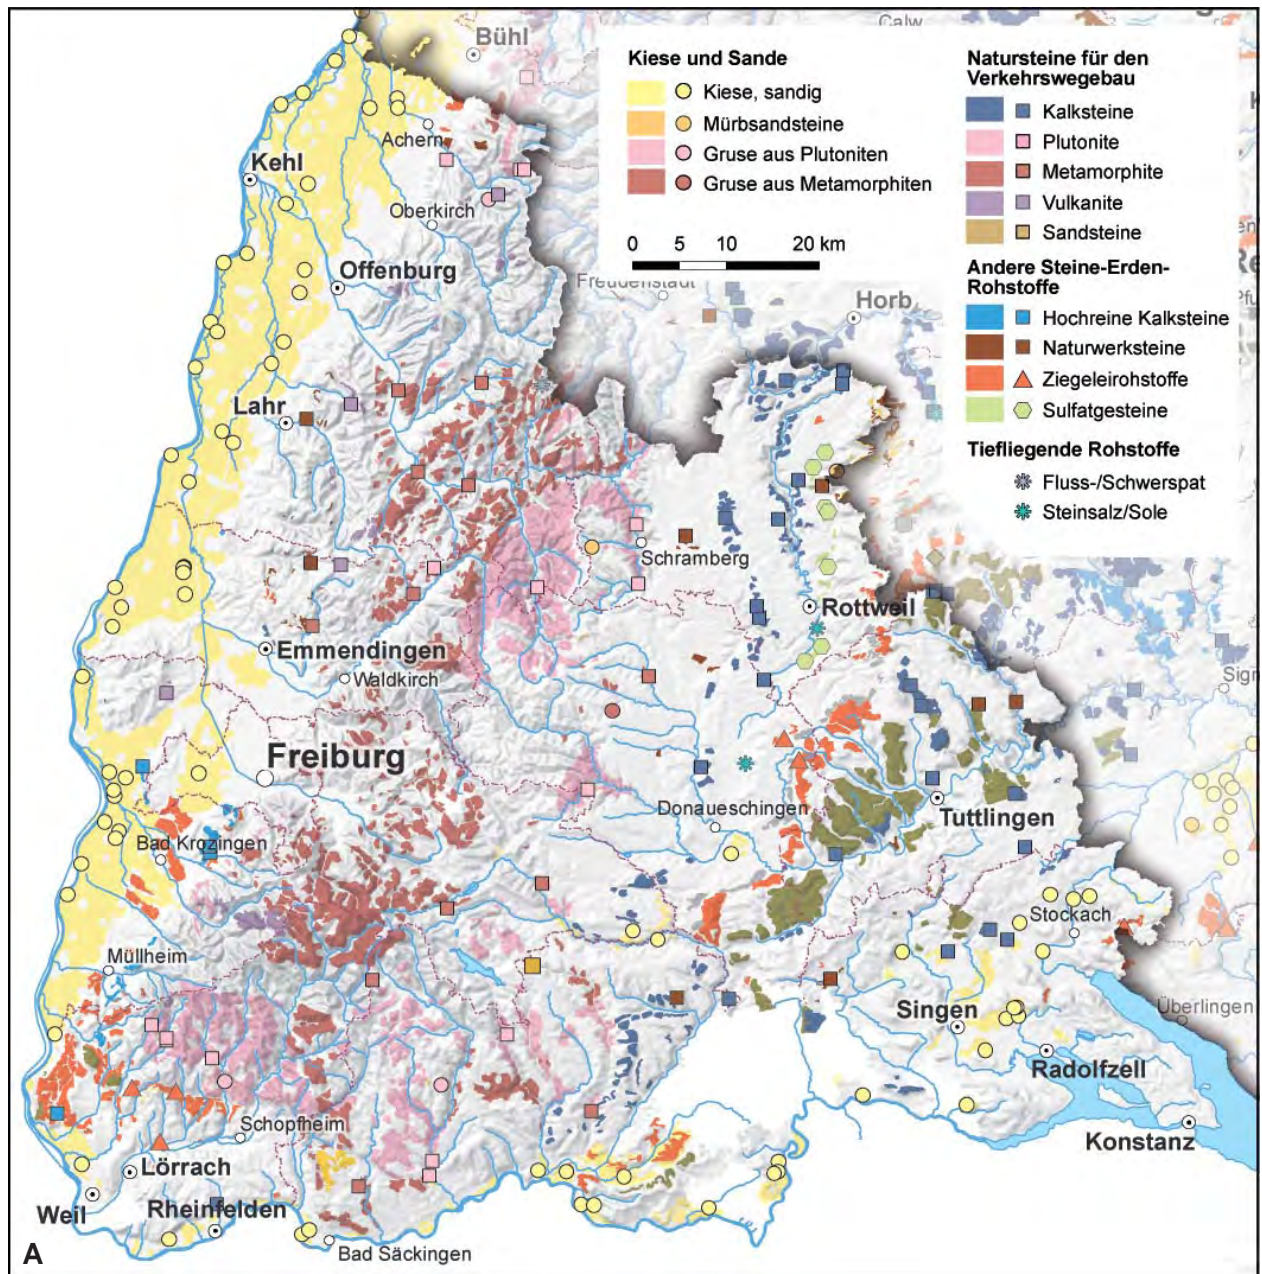 Calw
Bühl
Kiese und Sande
Kiese, sandig
Mürbsandsteine
Gruse aus Plutoniten
Gruse aus Metamorphiten
0 5 10 20 km
Natursteine für den
Verkehrswegebau
Kalksteine
Plutonite
Metamorphite
Vulkanite
Sandsteine
Andere Steine-Erden-
Rohstoffe
Hochreine Kalksteine
Naturwerksteine
Ziegeleirohstoffe
Sulfatgesteine
Tiefliegende Rohstoffe
Fluss-/Schwerspat
Steinsalz/Sole
Achern
Kehl
Oberkirch
Offenburg
Freudenstadt
Horb
Lahr
Schramberg
Rottweil
Emmendingen
Waldkirch
Freiburg
Donaueschingen
Tuttlingen
Bad Krozingen
Stockach
Müllheim
Singen
Überlingen
Radolfzell
Schopfheim
Konstanz
Lörrach
Weil
Rheinfelden
Bad Säckingen
A